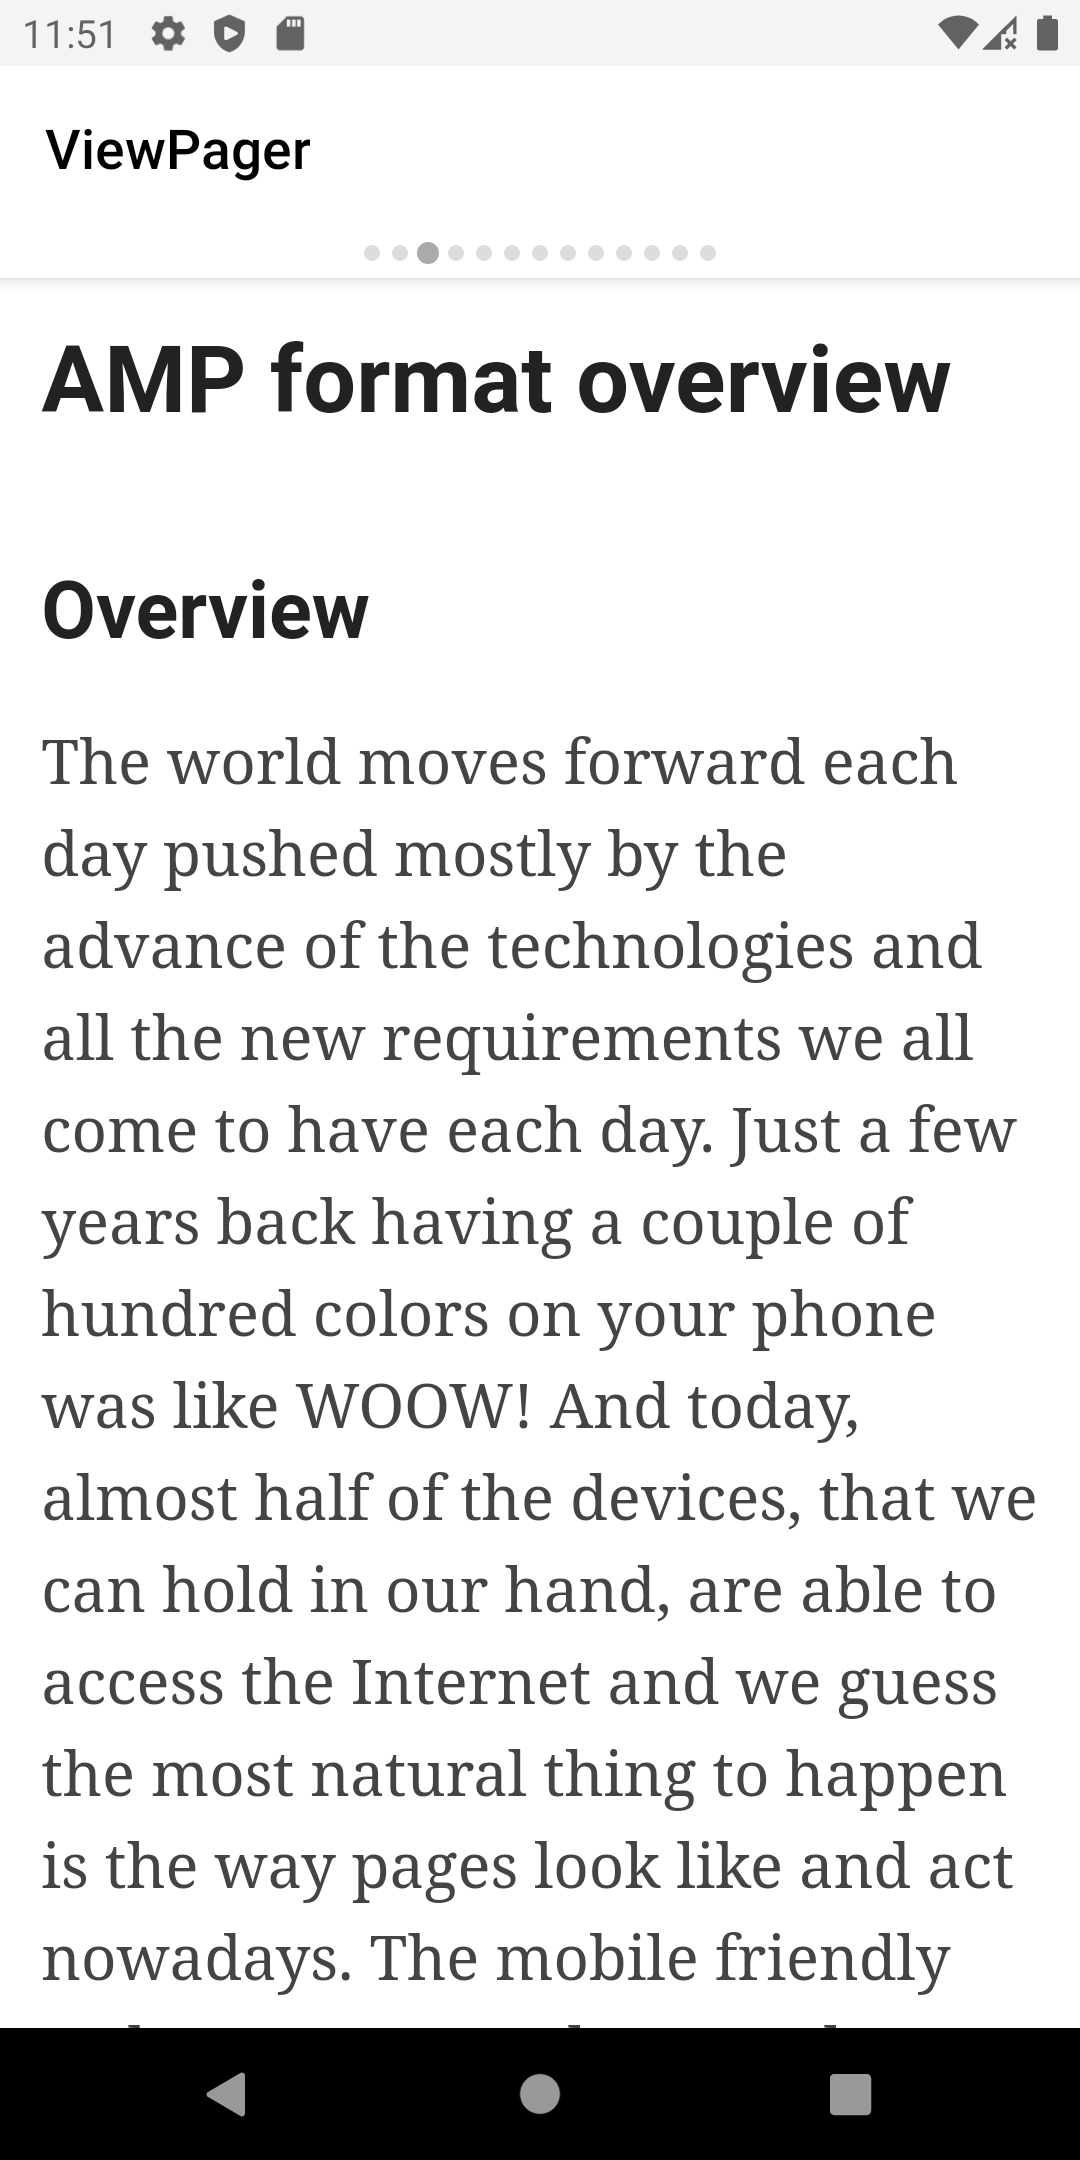 11:51
ViewPager
AMP format overview
Overview
The world moves forward each
day pushed mostly by the
advance of the technologies and
all the new requirements we all
come to have each day. Just a few
years back having a couple of
hundred colors on your phone
was like WOOW! And today,
almost half of the devices, that we
can hold in our hand, are able to
access the Internet and we guess
the most natural thing to happen
is the way pages look like and act
nowadays. The mobile friendly